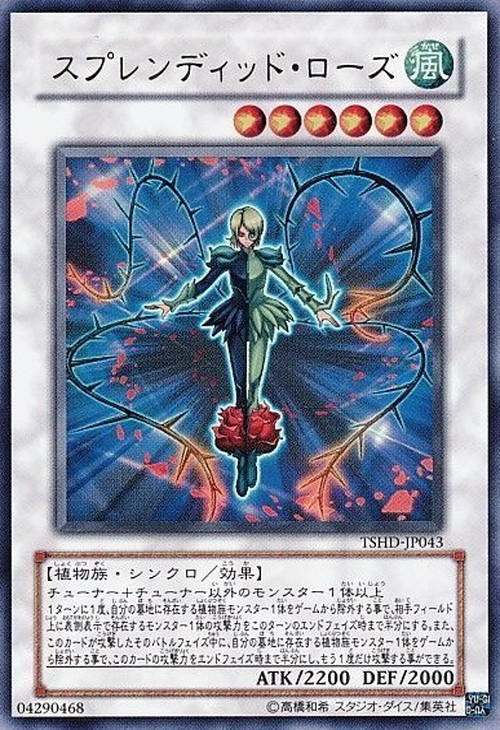 スプレンディッド・ローズ
風
TSHD-JP043
【植物族・シンクロ/効果】
チューナー+チューナー以外のモンスター1体以上
1ターンに1度、自分の墓地に存在する植物族モンスター1体をゲームから除外する事で、相手フィールド
上に表側表示で存在するモンスター1体の攻撃力をこのターンのエンドフェイズ時まで半分にする。また、
このカードが攻撃したそのバトルフェイズ中に、自分の墓地に存在する植物族モンスター1体をゲームか
ら除外する事で、このカードの攻撃力をエンドフェイズ時まで半分にし、もう1度だけ攻撃する事ができる。
ATK/2200 DEF/2000
04290468
©高橋和希 スタジオ・ダイス/集英社